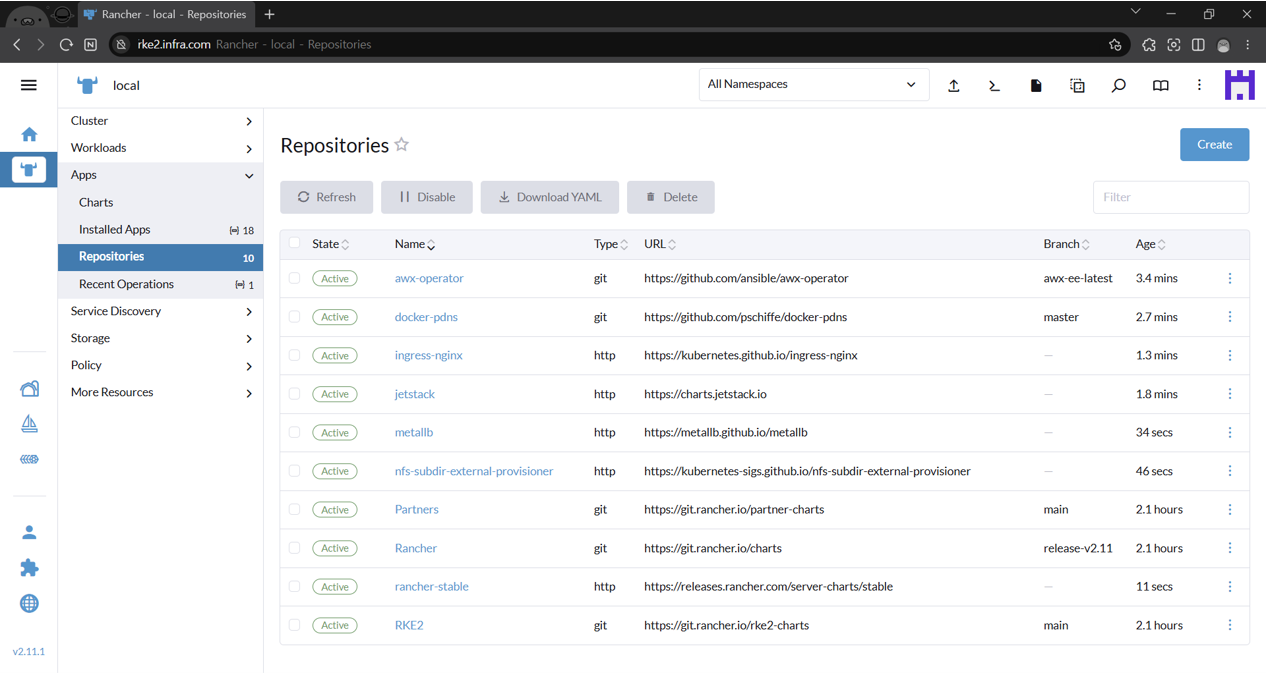 Rancher - local - Repositories
rke2.infra.com Rancher - local - Repositories
local
All Namespaces
Cluster
Workloads
Apps
Charts
Installed Apps 18
Repositories 10
Recent Operations 1
Service Discovery
Storage
Policy
More Resources
v2.11.1
Repositories
Create
Refresh Disable Download YAML Delete Filter
State Name Type URL Branch Age
Active awx-operator git https://github.com/ansible/awx-operator awx-ee-latest 3.4 mins
Active docker-pdns git https://github.com/pschiffe/docker-pdns master 2.7 mins
Active ingress-nginx http https://kubernetes.github.io/ingress-nginx — 1.3 mins
Active jetstack http https://charts.jetstack.io — 1.8 mins
Active metallb http https://metallb.github.io/metallb — 34 secs
Active nfs-subdir-external-provisioner http https://kubernetes-sigs.github.io/nfs-subdir-external-provisioner — 46 secs
Active Partners git https://git.rancher.io/partner-charts main 2.1 hours
Active Rancher git https://git.rancher.io/charts release-v2.11 2.1 hours
Active rancher-stable http https://releases.rancher.com/server-charts/stable — 11 secs
Active RKE2 git https://git.rancher.io/rke2-charts main 2.1 hours